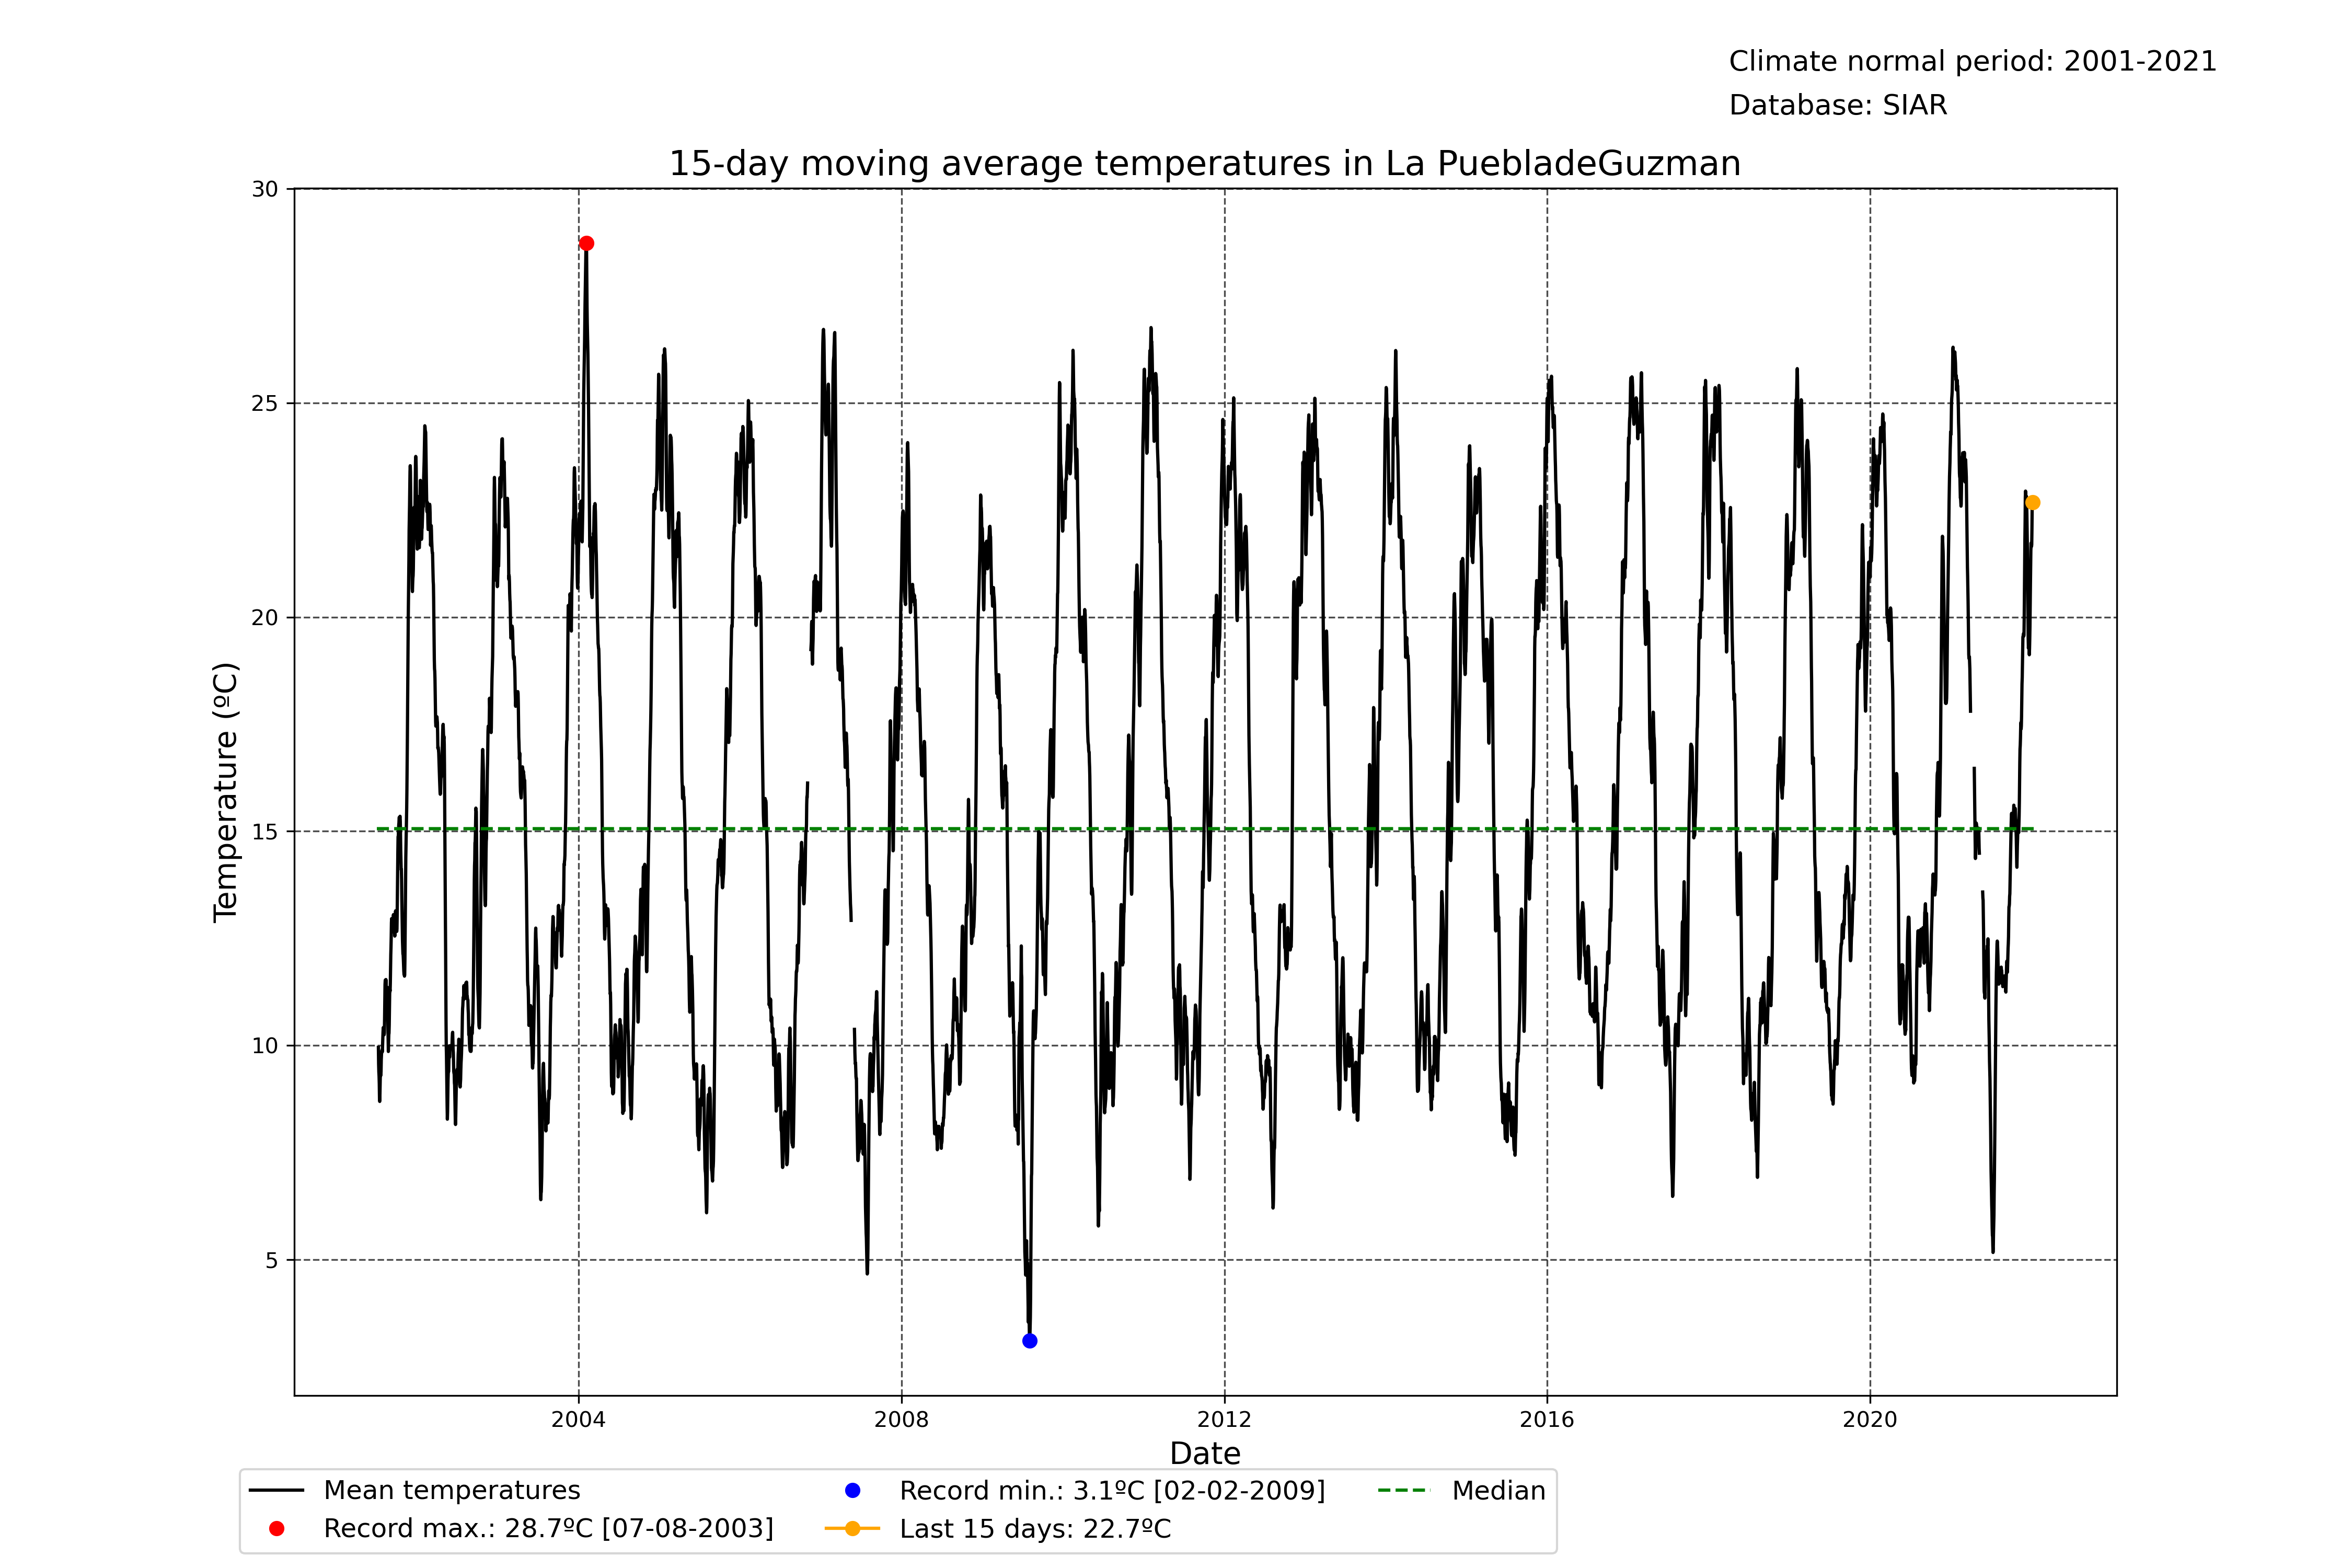 Climate normal period: 2001-2021
Database: SIAR
15-day moving average temperatures in La PuebladeGuzman
30
25
20
15
10
5
Temperature (ºC)
2004 2008 2012 2016 2020
Date
Mean temperatures
Record max.: 28.7ºC [07-08-2003]
Record min.: 3.1ºC [02-02-2009]
Last 15 days: 22.7ºC
Median